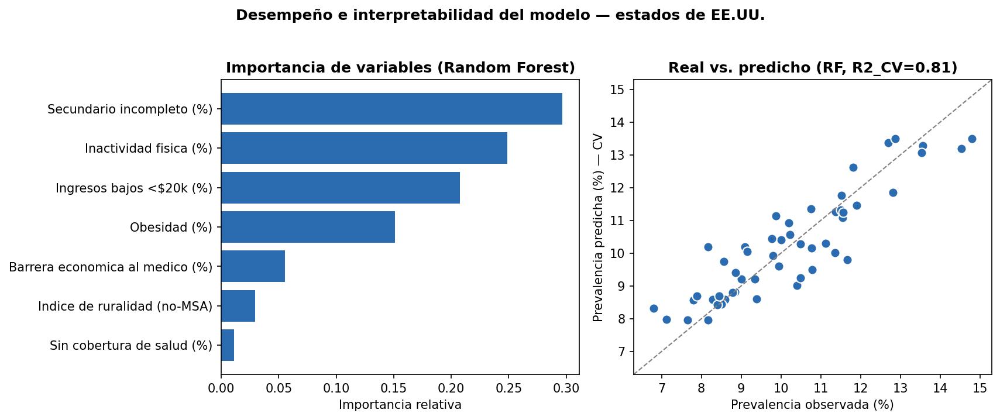 Desempeño e interpretabilidad del modelo — estados de EE.UU.
Importancia de variables (Random Forest)
Secundario incompleto (%)
Inactividad fisica (%)
Ingresos bajos <$20k (%)
Obesidad (%)
Barrera economica al medico (%)
Indice de ruralidad (no-MSA)
Sin cobertura de salud (%)
0.00 0.05 0.10 0.15 0.20 0.25 0.30
Importancia relativa
Real vs. predicho (RF, R2_CV=0.81)
Prevalencia predicha (%) — CV
15
14
13
12
11
10
9
8
7
7 8 9 10 11 12 13 14 15
Prevalencia observada (%)